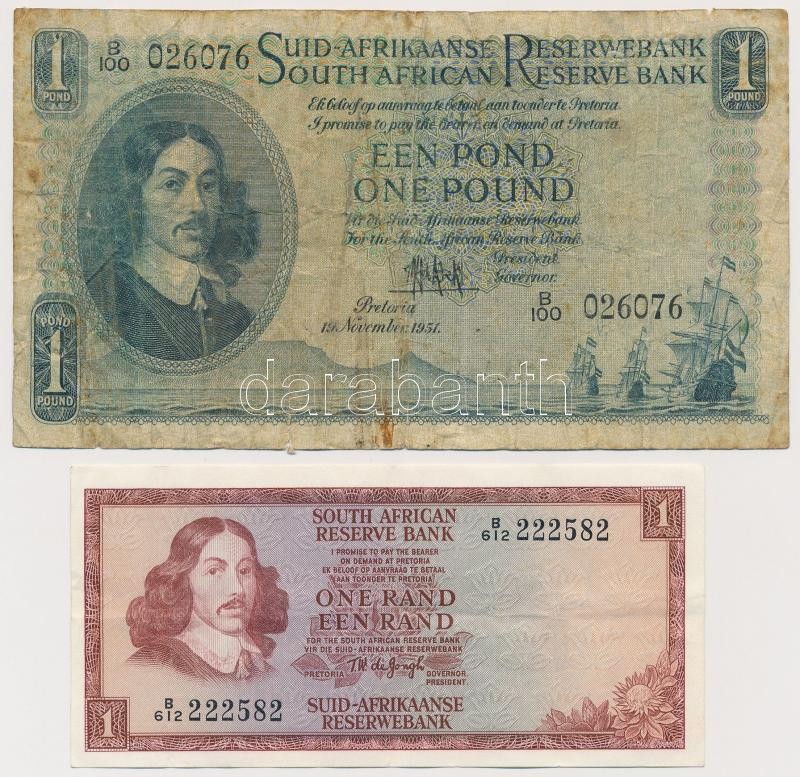 1
POND
B/100 026076
SUID-AFRIKAANSE RESERWEBANK
SOUTH AFRICAN RESERVE BANK
1
POUND
Ek beloof op aanvraag te betaal aan toonder te Pretoria.
I promise to pay the bearer on demand at Pretoria.
EEN POND
ONE POUND
Vir die Suid-Afrikaanse Reserwebank
For the South African Reserve Bank
President.
Governor.
B/100 026076
Pretoria
19 November, 1951.
POND
1
POUND
darabanth
SOUTH AFRICAN
RESERVE BANK
B/612 222582
1
I PROMISE TO PAY THE BEARER
ON DEMAND AT PRETORIA
EK BELOOF OP AANVRAAG TE BETAAL
AAN TOONDER TE PRETORIA
ONE RAND
EEN RAND
FOR THE SOUTH AFRICAN RESERVE BANK
VIR DIE SUID-AFRIKAANSE RESERWEBANK
T.W. de Jongh
PRETORIA GOVERNOR.
PRESIDENT.
1
B/612 222582
SUID-AFRIKAANSE
RESERWEBANK